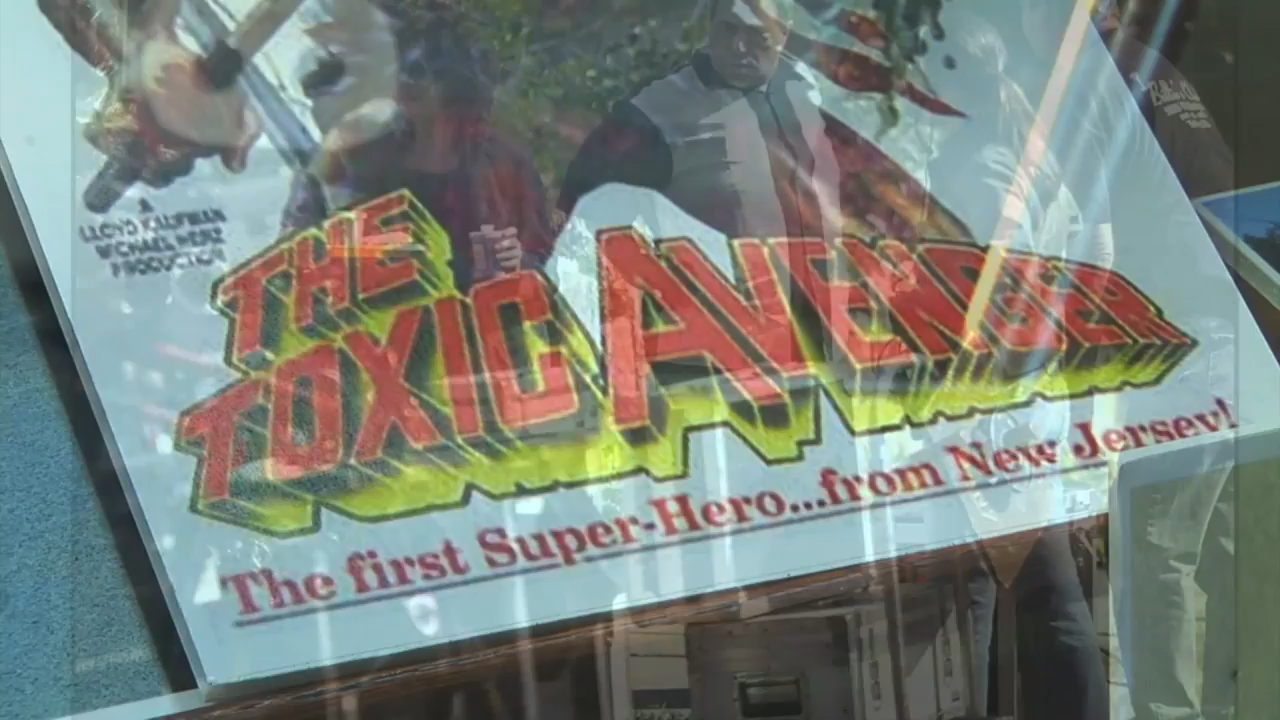 A
LLOYD KAUFMAN
MICHAEL HERZ
PRODUCTION
THE
TOXIC AVENGER
The first Super-Hero...from New Jersey!